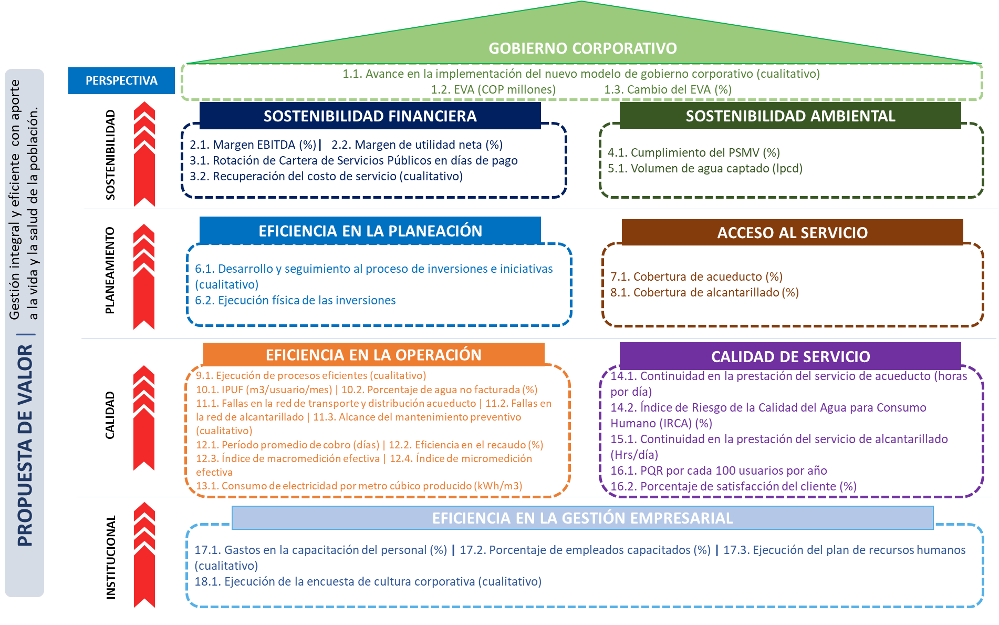 GOBIERNO CORPORATIVO
PERSPECTIVA
1.1. Avance en la implementación del nuevo modelo de gobierno corporativo (cualitativo)
1.2. EVA (COP millones) 1.3. Cambio del EVA (%)
PROPUESTA DE VALOR | Gestión integral y eficiente con aporte
a la vida y la salud de la población.
SOSTENIBILIDAD
SOSTENIBILIDAD FINANCIERA
2.1. Margen EBITDA (%)| 2.2. Margen de utilidad neta (%)
3.1. Rotación de Cartera de Servicios Públicos en días de pago
3.2. Recuperación del costo de servicio (cualitativo)
SOSTENIBILIDAD AMBIENTAL
4.1. Cumplimiento del PSMV (%)
5.1. Volumen de agua captado (lpcd)
PLANEAMIENTO
EFICIENCIA EN LA PLANEACIÓN
6.1. Desarrollo y seguimiento al proceso de inversiones e iniciativas
(cualitativo)
6.2. Ejecución física de las inversiones
ACCESO AL SERVICIO
7.1. Cobertura de acueducto (%)
8.1. Cobertura de alcantarillado (%)
CALIDAD
EFICIENCIA EN LA OPERACIÓN
9.1. Ejecución de procesos eficientes (cualitativo)
10.1. IPUF (m3/usuario/mes) | 10.2. Porcentaje de agua no facturada (%)
11.1. Fallas en la red de transporte y distribución acueducto | 11.2. Fallas en
la red de alcantarillado | 11.3. Alcance del mantenimiento preventivo
(cualitativo)
12.1. Período promedio de cobro (días) | 12.2. Eficiencia en el recaudo (%)
12.3. Índice de macromedición efectiva | 12.4. Índice de micromedición
efectiva
13.1. Consumo de electricidad por metro cúbico producido (kWh/m3)
CALIDAD DE SERVICIO
14.1. Continuidad en la prestación del servicio de acueducto (horas
por día)
14.2. Índice de Riesgo de la Calidad del Agua para Consumo
Humano (IRCA) (%)
15.1. Continuidad en la prestación del servicio de alcantarillado
(Hrs/día)
16.1. PQR por cada 100 usuarios por año
16.2. Porcentaje de satisfacción del cliente (%)
INSTITUCIONAL
EFICIENCIA EN LA GESTIÓN EMPRESARIAL
17.1. Gastos en la capacitación del personal (%) | 17.2. Porcentaje de empleados capacitados (%) | 17.3. Ejecución del plan de recursos humanos
(cualitativo)
18.1. Ejecución de la encuesta de cultura corporativa (cualitativo)